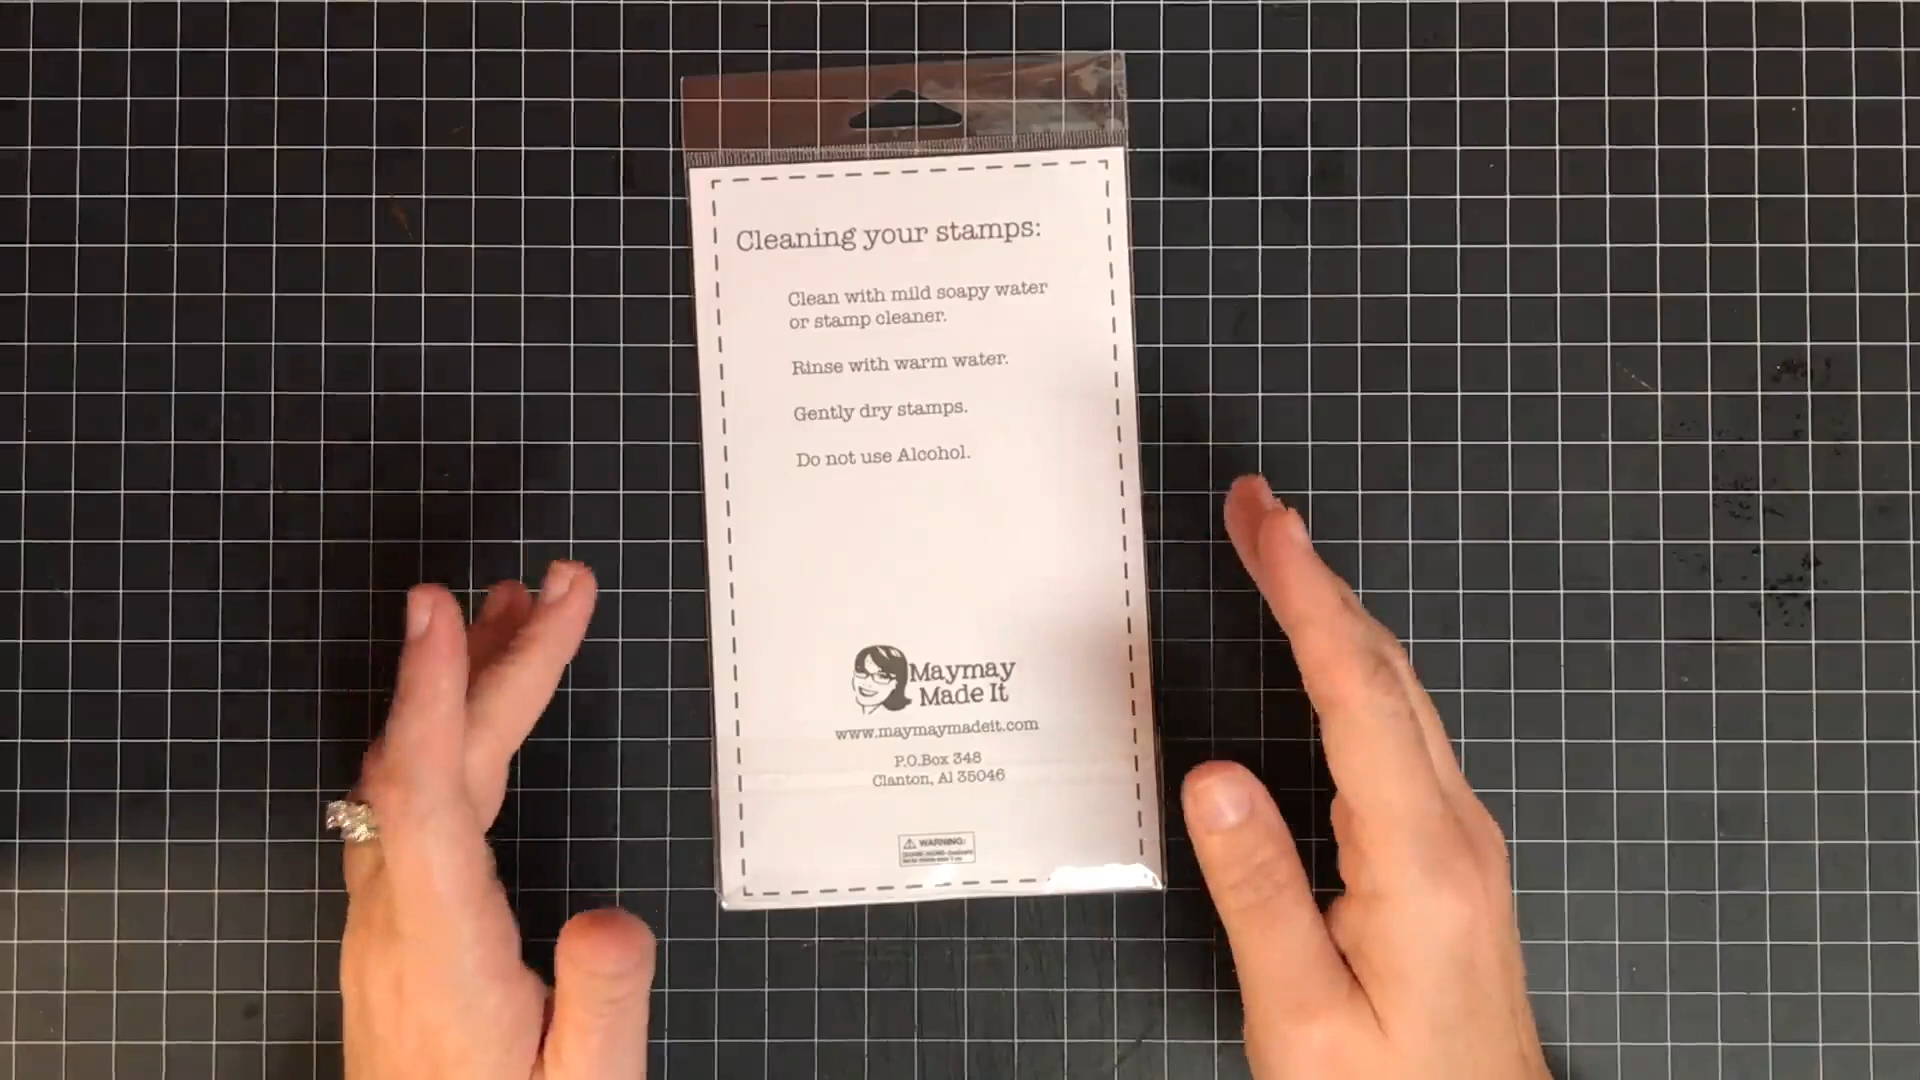 Cleaning your stamps:
Clean with mild soapy water
or stamp cleaner.
Rinse with warm water.
Gently dry stamps.
Do not use Alcohol.
Maymay
Made It
www.maymaymadeit.com
P.O.Box 348
Clanton, Al 35046
WARNING: